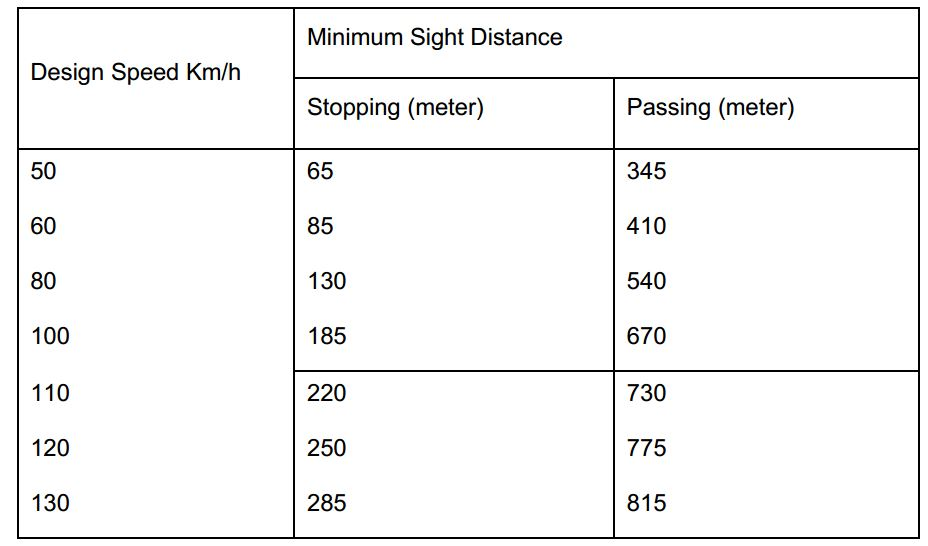 Minimum Sight Distance
Design Speed Km/h
Stopping (meter) Passing (meter)
50 65 345
60 85 410
80 130 540
100 185 670
110 220 730
120 250 775
130 285 815